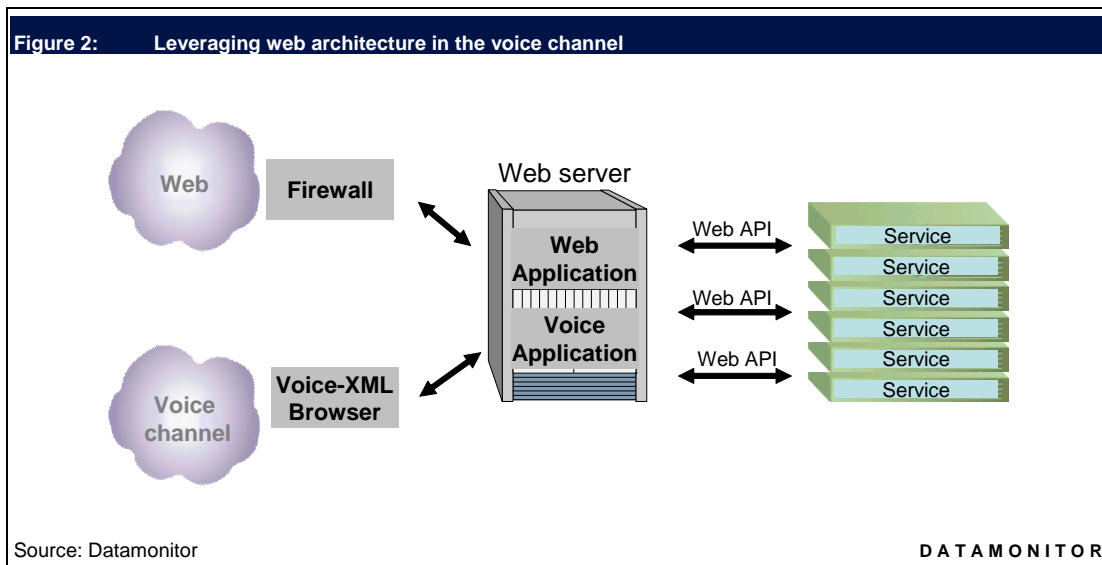 Figure 2: Leveraging web architecture in the voice channel
Web
Firewall
Web server
Web
Application
Voice
Application
Voice
channel
Voice-XML
Browser
Web API
Web API
Web API
Service
Service
Service
Service
Service
Service
Source: Datamonitor
DATAMONITOR